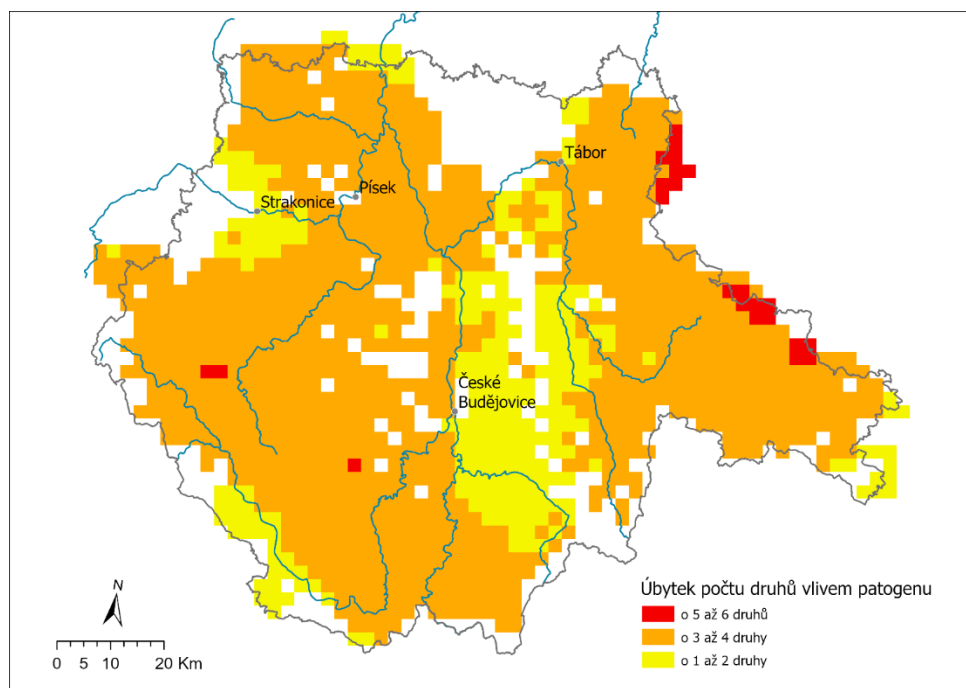 Tábor
Písek
Strakonice
České
Budějovice
N
0 5 10 20 Km
Úbytek počtu druhů vlivem patogenu
o 5 až 6 druhů
o 3 až 4 druhy
o 1 až 2 druhy